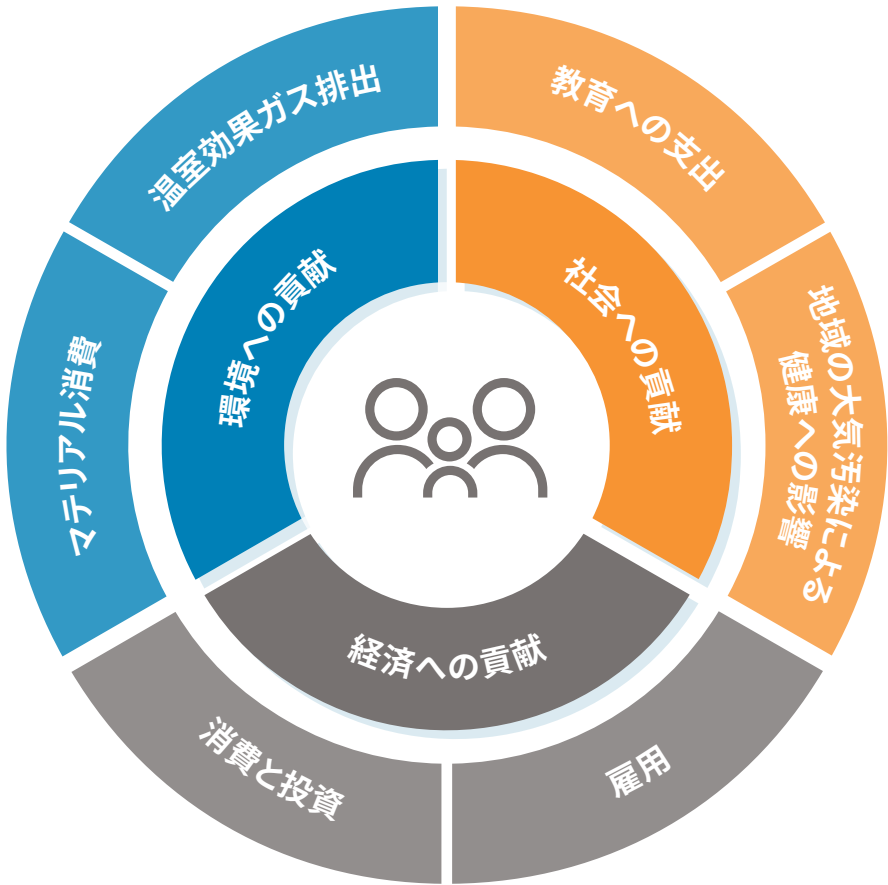 環境への貢献
温室効果ガス排出
マテリアル消費
社会への貢献
教育への支出
地域の大気汚染による
健康への影響
経済への貢献
消費と投資
雇用